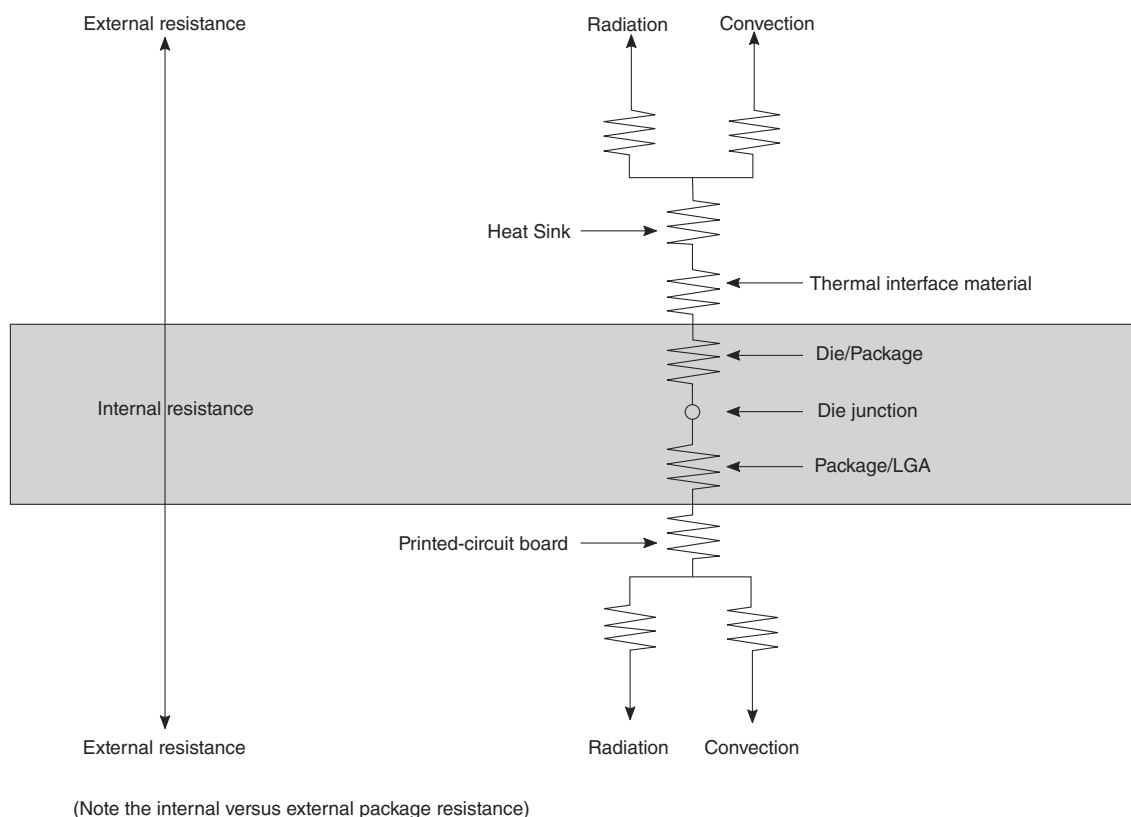 External resistance
Radiation
Convection
Heat Sink
Thermal interface material
Die/Package
Internal resistance
Die junction
Package/LGA
Printed-circuit board
External resistance
Radiation
Convection
(Note the internal versus external package resistance)